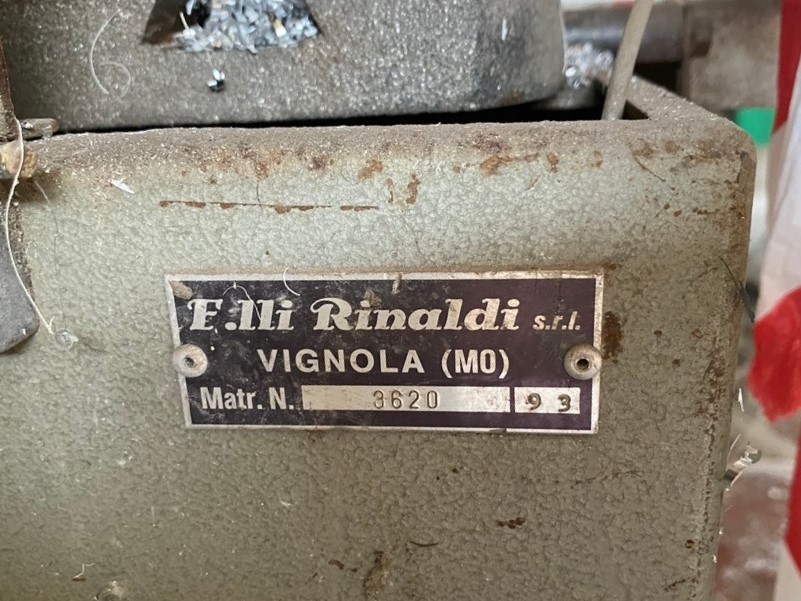 F.lli Rinaldi s.r.l.
VIGNOLA (MO)
Matr. N. 3620 93